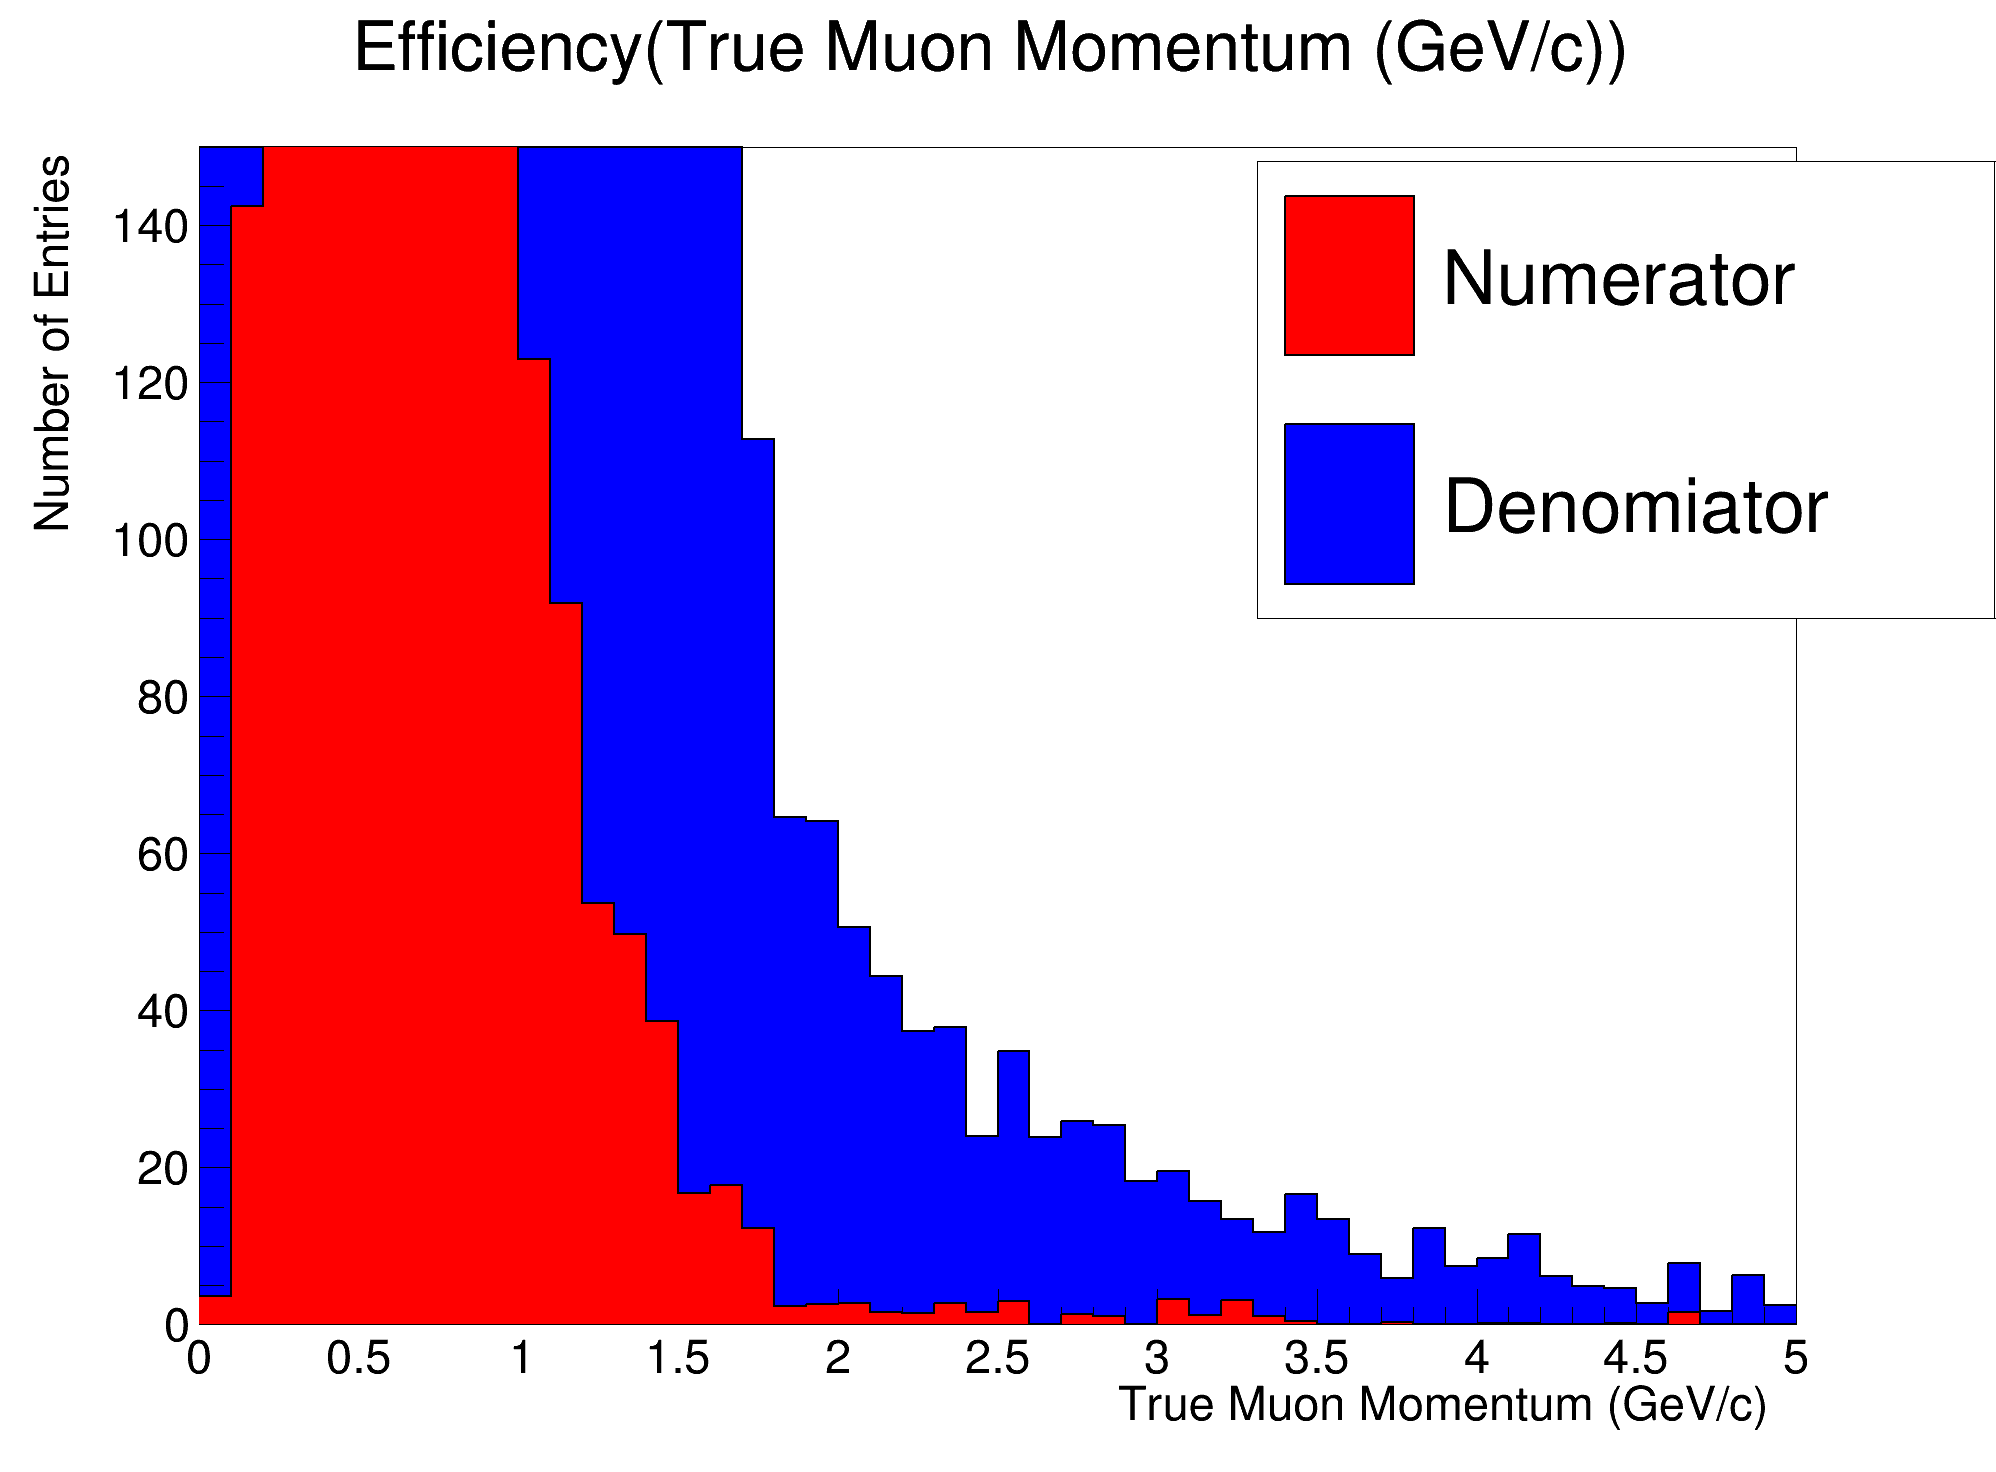 Efficiency(True Muon Momentum (GeV/c))
Number of Entries
140
120
100
80
60
40
20
0
Numerator
Denomiator
0 0.5 1 1.5 2 2.5 3 3.5 4 4.5 5
True Muon Momentum (GeV/c)